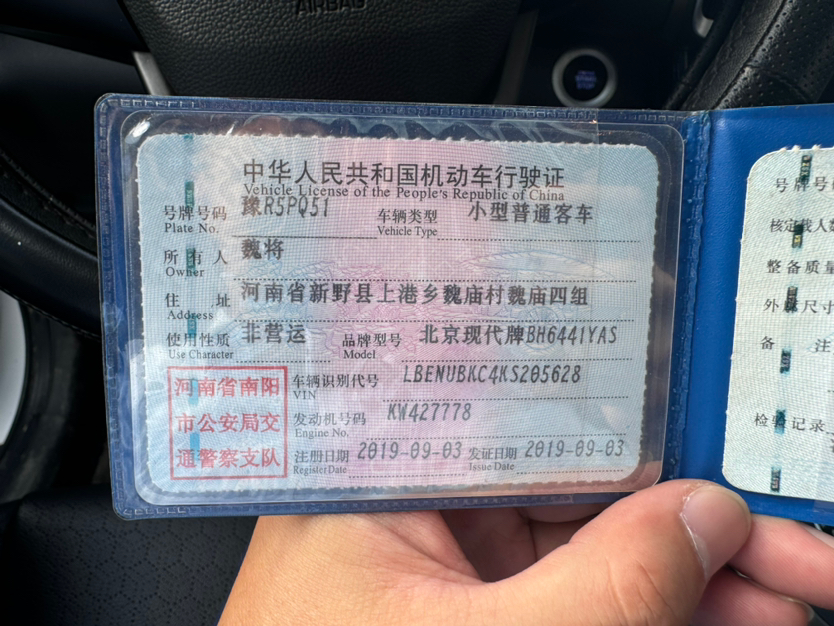 AIRBAG
中华人民共和国机动车行驶证
Vehicle License of the People's Republic of China
号牌号码 豫R5PQ51 车辆类型 小型普通客车
Plate No. Vehicle Type
所有人 魏将
Owner
住址 河南省新野县上港乡魏庙村魏庙四组
Address
使用性质 非营运 品牌型号 北京现代牌BH6441YAS
Use Character Model
河南省南阳
市公安局交
通警察支队
车辆识别代号 LBENUBKC4KS205628
VIN
发动机号码 KW427778
Engine No.
注册日期 2019-09-03 发证日期 2019-09-03
Register Date Issue Date
号牌号
核定载人数
整备质量
外廓尺寸
备注
检验记录